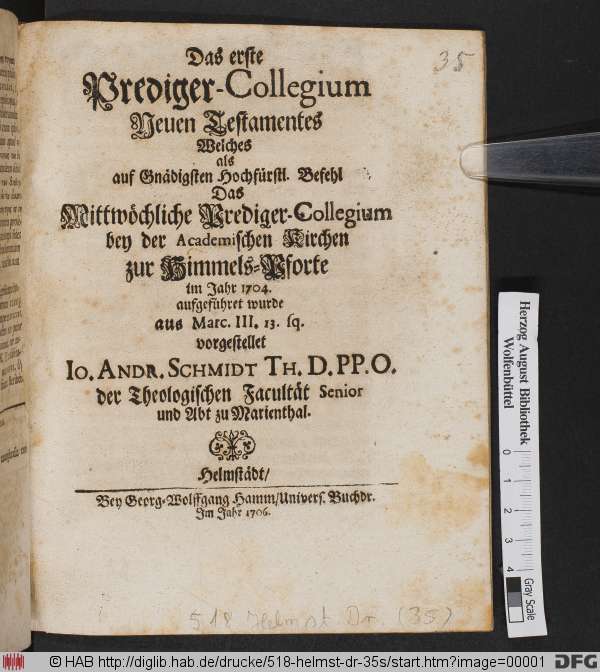 35
Das erste
Prediger-Collegium
Neuen Testamentes
Welches
als
auf Gnädigsten Hochfürstl. Befehl
Das
Mittwöchliche Prediger-Collegium
bey der Academischen Kirchen
zur Himmels-Pforte
im Jahr 1704.
aufgeführet wurde
aus Marc. III. 13. sq.
vorgestellet
IO. ANDR. SCHMIDT TH. D. PP. O.
der Theologischen Facultät Senior
und Abt zu Marienthal.
Helmstädt/
Bey Georg-Wolffgang Hamm/Univers. Buchdr.
Im Jahr 1706.
518 Helmst. Dr. (35)
Herzog August Bibliothek
Wolfenbüttel
0 1 2 3 4
Gray Scale
© HAB http://diglib.hab.de/drucke/518-helmst-dr-35s/start.htm?image=00001
DFG